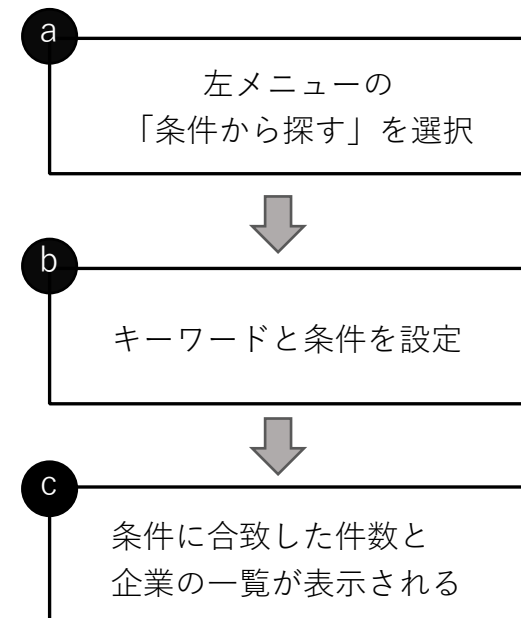 a
左メニューの
「条件から探す」を選択
b
キーワードと条件を設定
c
条件に合致した件数と
企業の一覧が表示される